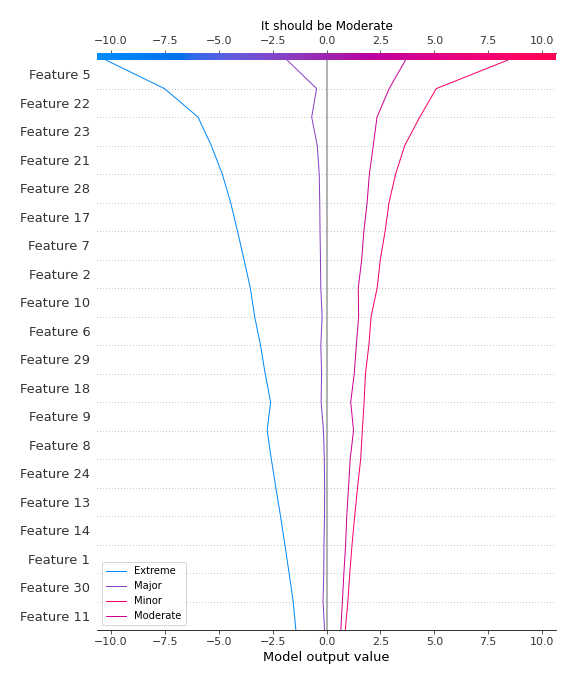 It should be Moderate
−10.0 −7.5 −5.0 −2.5 0.0 2.5 5.0 7.5 10.0
Feature 5
Feature 22
Feature 23
Feature 21
Feature 28
Feature 17
Feature 7
Feature 2
Feature 10
Feature 6
Feature 29
Feature 18
Feature 9
Feature 8
Feature 24
Feature 13
Feature 14
Feature 1
Feature 30
Feature 11
Extreme
Major
Minor
Moderate
−10.0 −7.5 −5.0 −2.5 0.0 2.5 5.0 7.5 10.0
Model output value